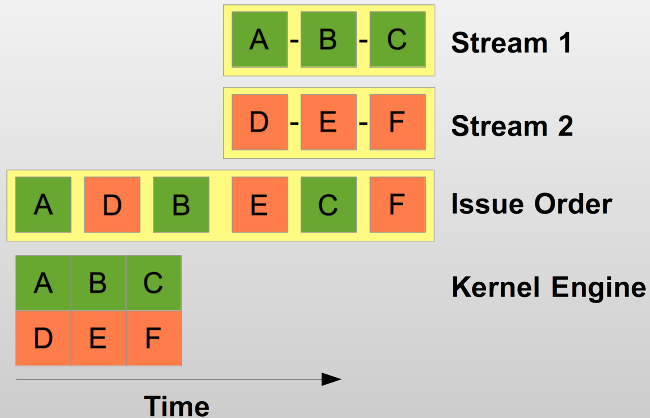 A - B - C Stream 1
D - E - F Stream 2
A D B E C F Issue Order
A B C Kernel Engine
D E F
Time